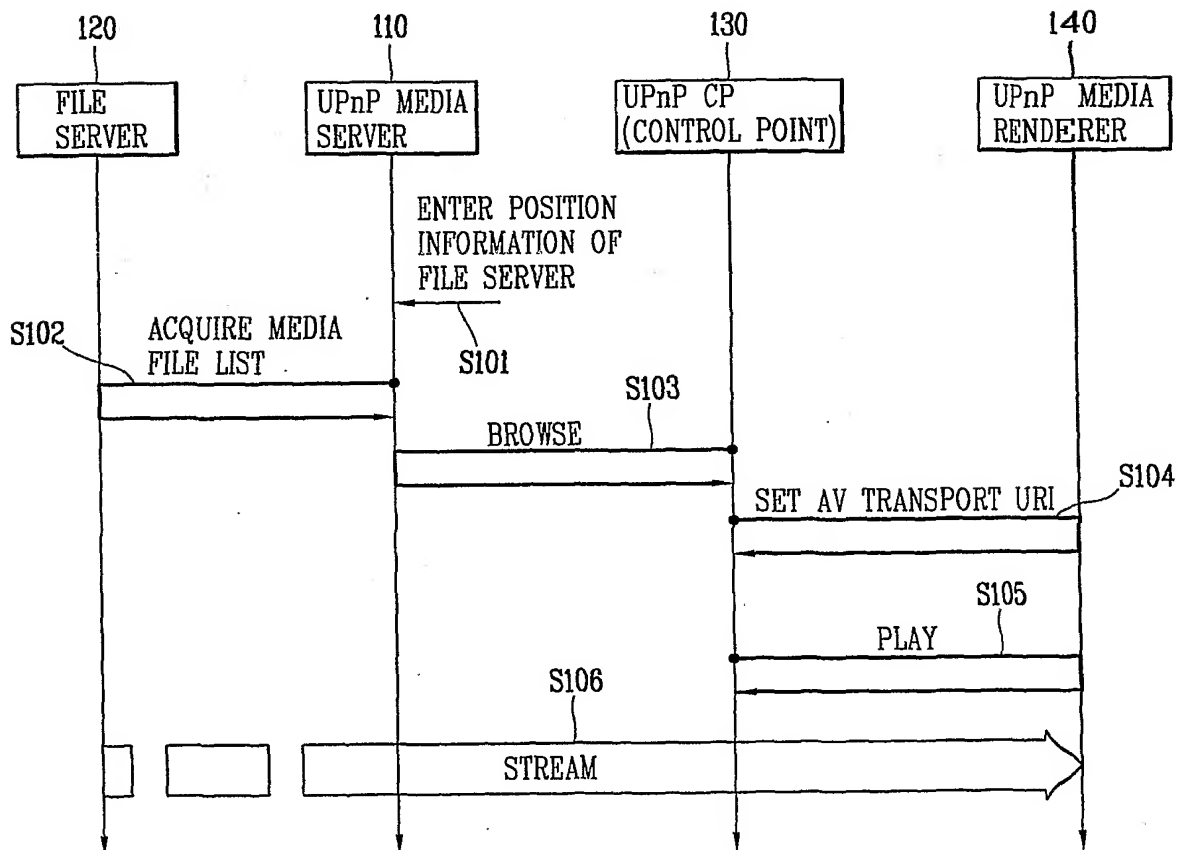 120
110
130
140
FILE
SERVER
UPnP MEDIA
SERVER
UPnP CP
(CONTROL POINT)
UPnP MEDIA
RENDERER
ENTER POSITION
INFORMATION OF
FILE SERVER
S101
S102
ACQUIRE MEDIA
FILE LIST
S103
BROWSE
SET AV TRANSPORT URI
S104
S105
PLAY
S106
STREAM